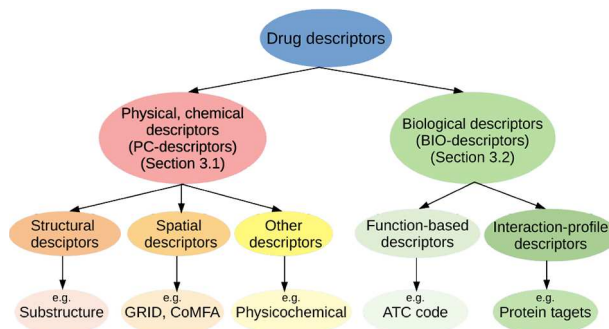 Drug descriptors
Physical, chemical
descriptors
(PC-descriptors)
(Section 3.1)
Biological descriptors
(BIO-descriptors)
(Section 3.2)
Structural
desciptors
Spatial
descriptors
Other
descriptors
Function-based
descriptors
Interaction-profile
descriptors
e.g.
Substructure
e.g.
GRID, CoMFA
e.g.
Physicochemical
e.g.
ATC code
e.g.
Protein tagets